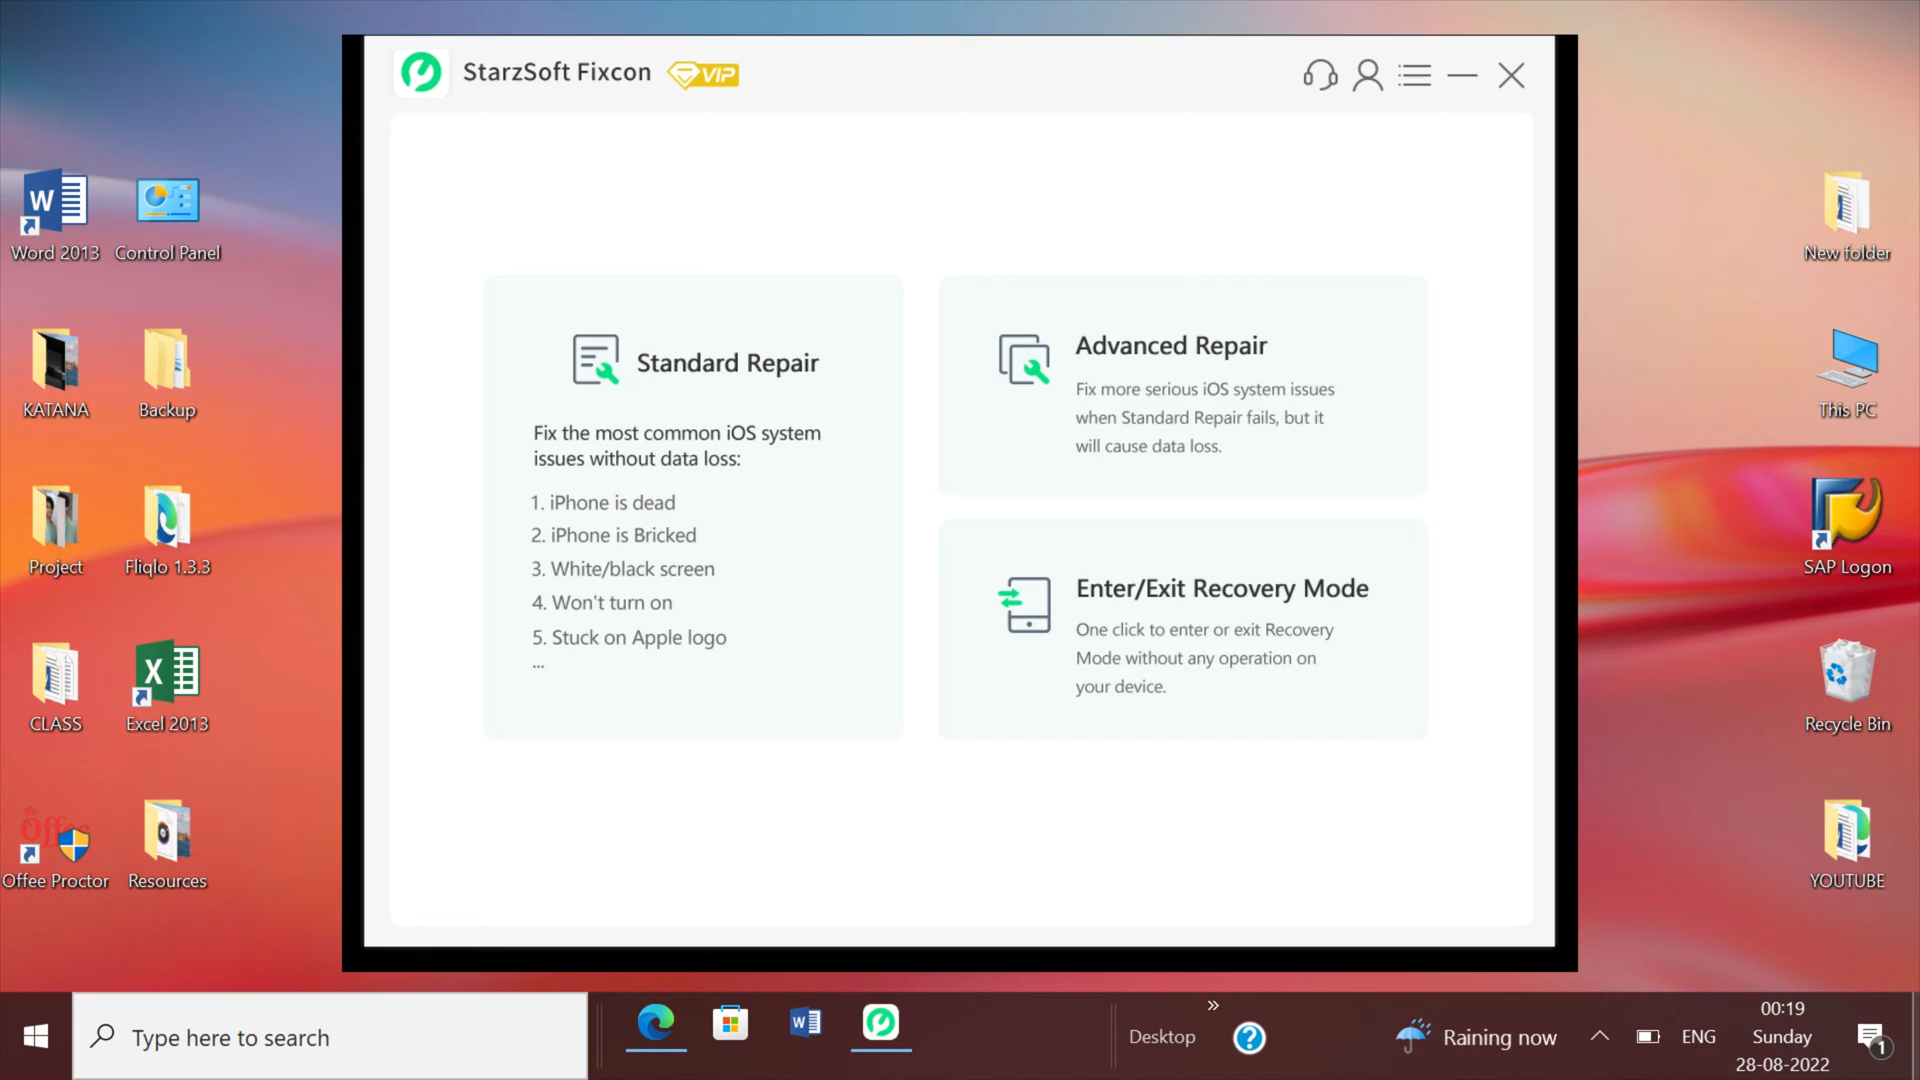 StarzSoft Fixcon VIP
Standard Repair
Fix the most common iOS system
issues without data loss:
1. iPhone is dead
2. iPhone is Bricked
3. White/black screen
4. Won't turn on
5. Stuck on Apple logo
...
Advanced Repair
Fix more serious iOS system issues
when Standard Repair fails, but it
will cause data loss.
Enter/Exit Recovery Mode
One click to enter or exit Recovery
Mode without any operation on
your device.
Word 2013
Control Panel
KATANA
Backup
Project
Fliqlo 1.3.3
CLASS
Excel 2013
Offee
Offee Proctor
Resources
New folder
This PC
SAP Logon
Recycle Bin
YOUTUBE
Type here to search
Desktop
»
Raining now
ENG
00:19
Sunday
28-08-2022
1